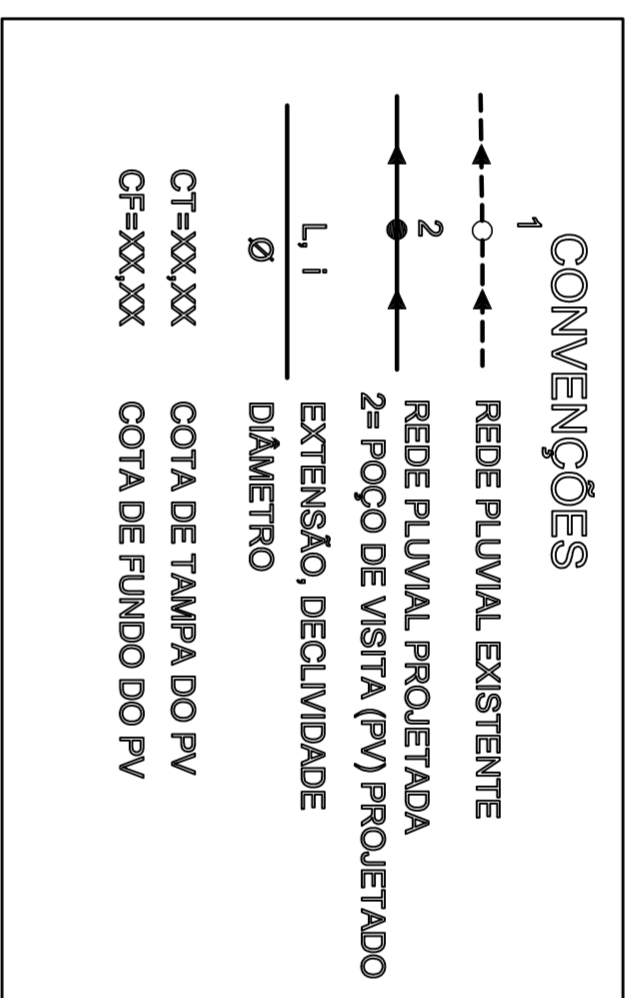 CONVENÇÕES
1
REDE PLUVIAL EXISTENTE
2
REDE PLUVIAL PROJETADA
2= POÇO DE VISITA (PV) PROJETADO
L, i EXTENSÃO, DECLIVIDADE
Ø DIÂMETRO
CT=XX,XX COTA DE TAMPA DO PV
CF=XX,XX COTA DE FUNDO DO PV